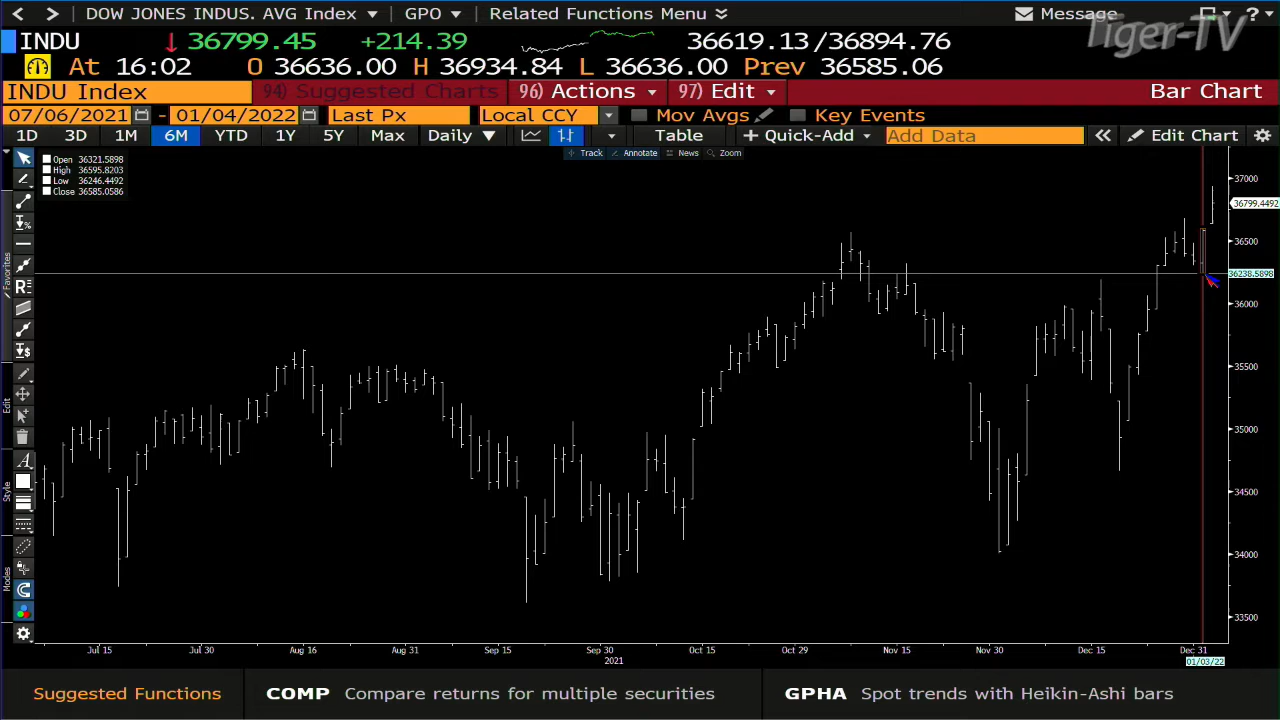 DOW JONES INDUS. AVG Index GPO Related Functions Menu Message ?
Tiger-TV
INDU 36799.45 +214.39 36619.13/36894.76
At 16:02 O 36636.00 H 36934.84 L 36636.00 Prev 36585.06
INDU Index 94) Suggested Charts 96) Actions 97) Edit Bar Chart
07/06/2021 - 01/04/2022 Last Px Local CCY Mov Avgs Key Events
1D 3D 1M 6M YTD 1Y 5Y Max Daily Table + Quick-Add Add Data Edit Chart
Track Annotate News Zoom
Open 36321.5898
High 36595.8203
Low 36246.4492
Close 36585.0586
Favorites
Edit
Style
Modes
37000
36799.4492
36500
36238.5898
36000
35500
35000
34500
34000
33500
Jul 15 Jul 30 Aug 16 Aug 31 Sep 15 Sep 30 Oct 15 Oct 29 Nov 15 Nov 30 Dec 15 Dec 31
2021 01/03/22
Suggested Functions COMP Compare returns for multiple securities GPHA Spot trends with Heikin-Ashi bars